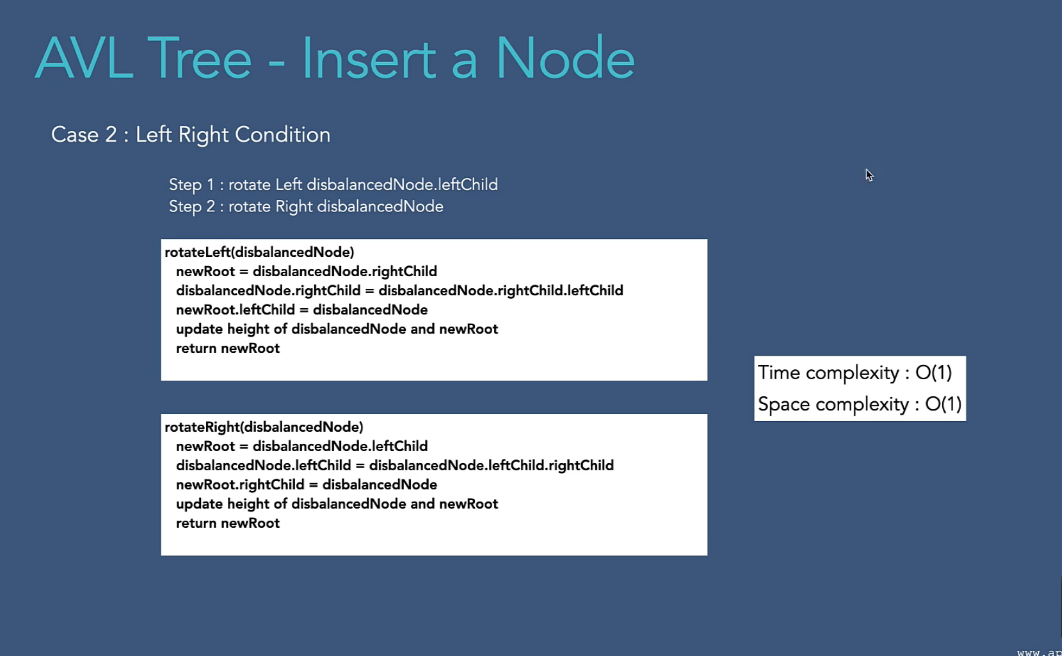 AVL Tree - Insert a Node
Case 2 : Left Right Condition
Step 1 : rotate Left disbalancedNode.leftChild
Step 2 : rotate Right disbalancedNode
rotateLeft(disbalancedNode)
newRoot = disbalancedNode.rightChild
disbalancedNode.rightChild = disbalancedNode.rightChild.leftChild
newRoot.leftChild = disbalancedNode
update height of disbalancedNode and newRoot
return newRoot
Time complexity : O(1)
Space complexity : O(1)
rotateRight(disbalancedNode)
newRoot = disbalancedNode.leftChild
disbalancedNode.leftChild = disbalancedNode.leftChild.rightChild
newRoot.rightChild = disbalancedNode
update height of disbalancedNode and newRoot
return newRoot